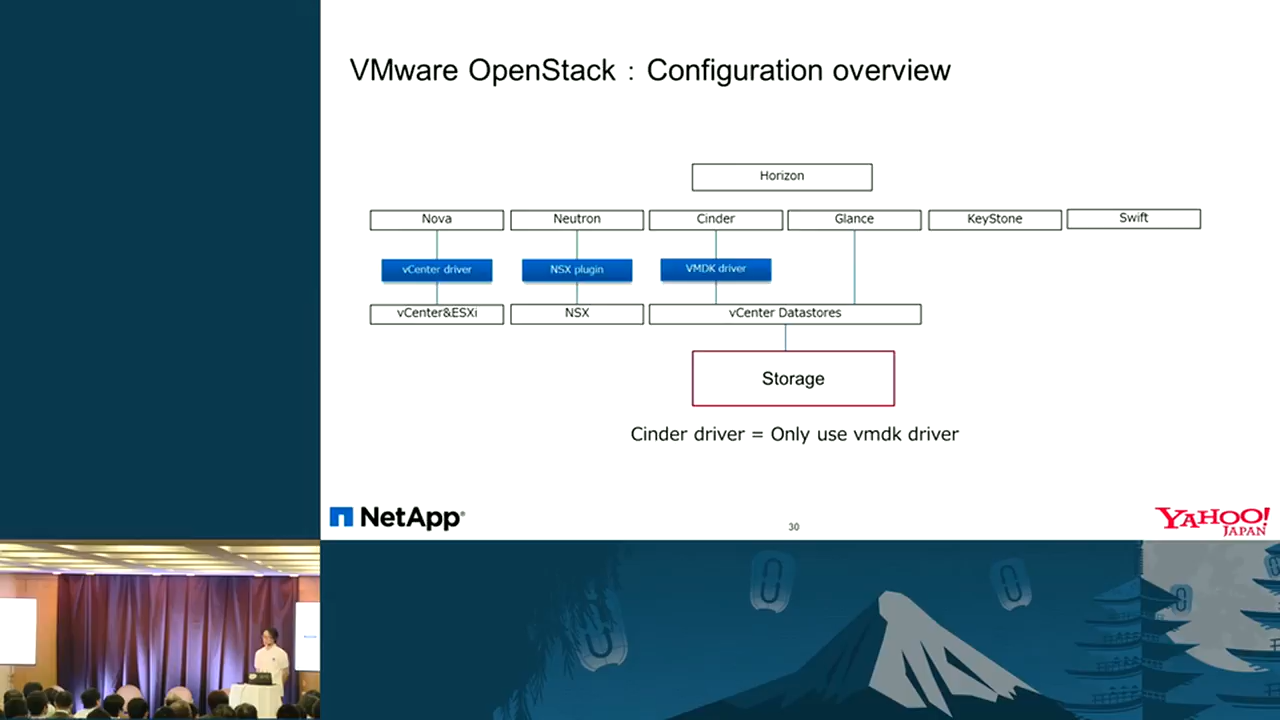 VMware OpenStack : Configuration overview
Horizon
Nova
Neutron
Cinder
Glance
KeyStone
Swift
vCenter driver
NSX plugin
VMDK driver
vCenter&ESXi
NSX
vCenter Datastores
Storage
Cinder driver = Only use vmdk driver
NetApp
30
YAHOO!
JAPAN